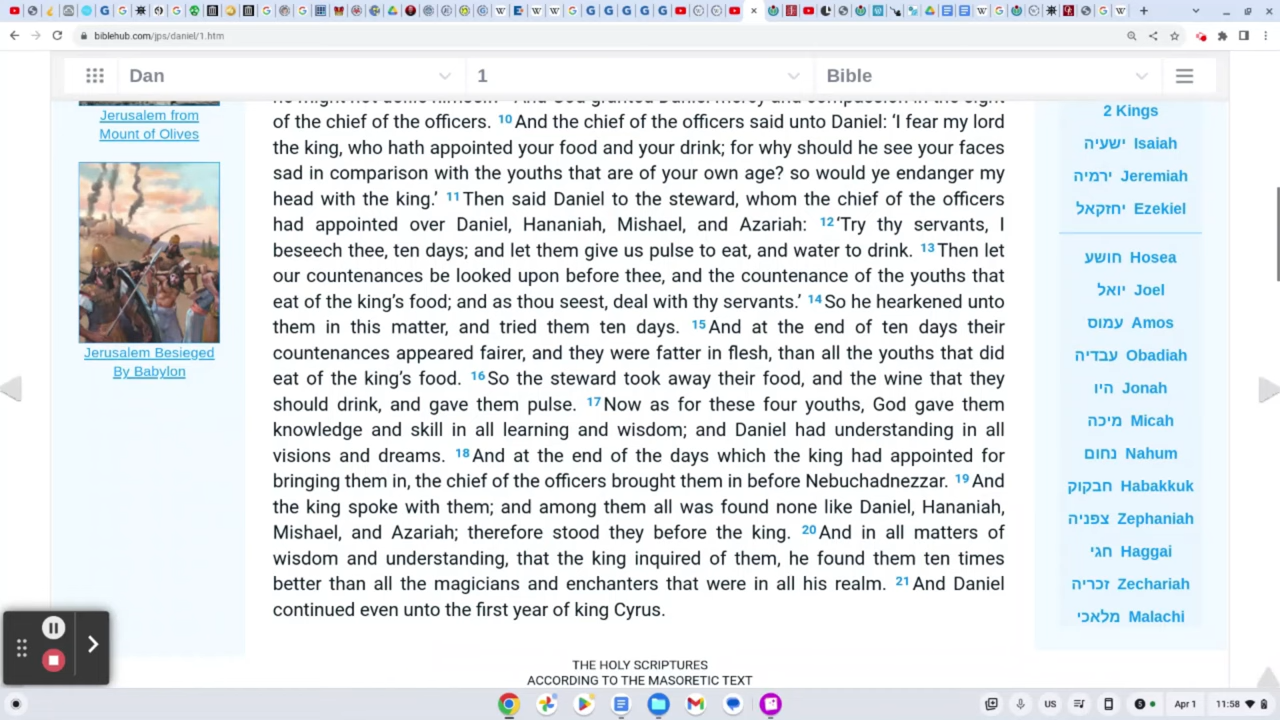 biblehub.com/jps/daniel/1.htm
Dan
1
Bible
Jerusalem from
Mount of Olives
Jerusalem Besieged
By Babylon
of the chief of the officers. 10 And the chief of the officers said unto Daniel: ‘I fear my lord
the king, who hath appointed your food and your drink; for why should he see your faces
sad in comparison with the youths that are of your own age? so would ye endanger my
head with the king.’ 11 Then said Daniel to the steward, whom the chief of the officers
had appointed over Daniel, Hananiah, Mishael, and Azariah: 12 ‘Try thy servants, I
beseech thee, ten days; and let them give us pulse to eat, and water to drink. 13 Then let
our countenances be looked upon before thee, and the countenance of the youths that
eat of the king’s food; and as thou seest, deal with thy servants.’ 14 So he hearkened unto
them in this matter, and tried them ten days. 15 And at the end of ten days their
countenances appeared fairer, and they were fatter in flesh, than all the youths that did
eat of the king’s food. 16 So the steward took away their food, and the wine that they
should drink, and gave them pulse. 17 Now as for these four youths, God gave them
knowledge and skill in all learning and wisdom; and Daniel had understanding in all
visions and dreams. 18 And at the end of the days which the king had appointed for
bringing them in, the chief of the officers brought them in before Nebuchadnezzar. 19 And
the king spoke with them; and among them all was found none like Daniel, Hananiah,
Mishael, and Azariah; therefore stood they before the king. 20 And in all matters of
wisdom and understanding, that the king inquired of them, he found them ten times
better than all the magicians and enchanters that were in all his realm. 21 And Daniel
continued even unto the first year of king Cyrus.
THE HOLY SCRIPTURES
ACCORDING TO THE MASORETIC TEXT
2 Kings
ישעיה Isaiah
ירמיה Jeremiah
יחזקאל Ezekiel
חושע Hosea
יואל Joel
עמוס Amos
עבדיה Obadiah
היו Jonah
מיכה Micah
נחום Nahum
חבקוק Habakkuk
צפניה Zephaniah
חגי Haggai
זכריה Zechariah
מלאכי Malachi
US
Apr 1
11:58